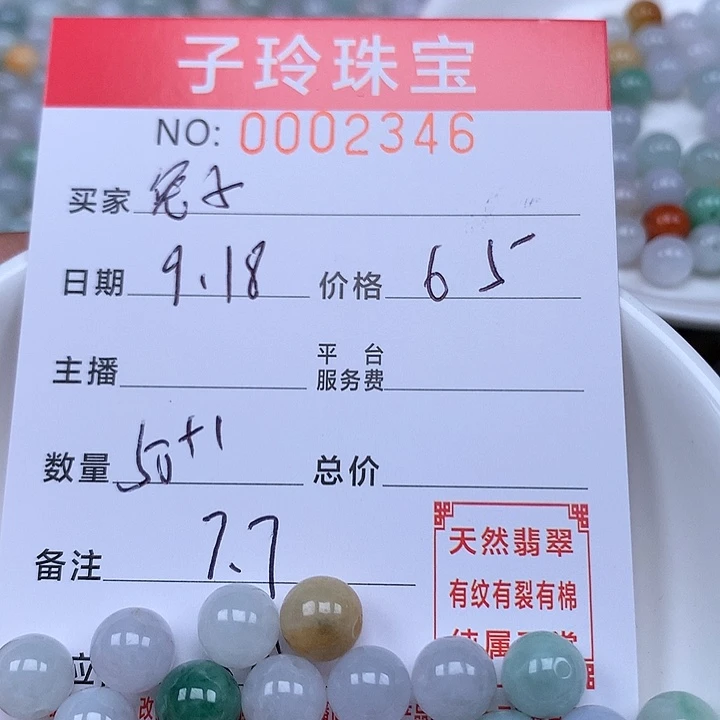 子玲珠宝
NO: 0002346
买家 兔子
日期 9.18 价格 65
主播 平台服务费
数量 50+1 总价
备注 7.7
天然翡翠
有纹有裂有棉